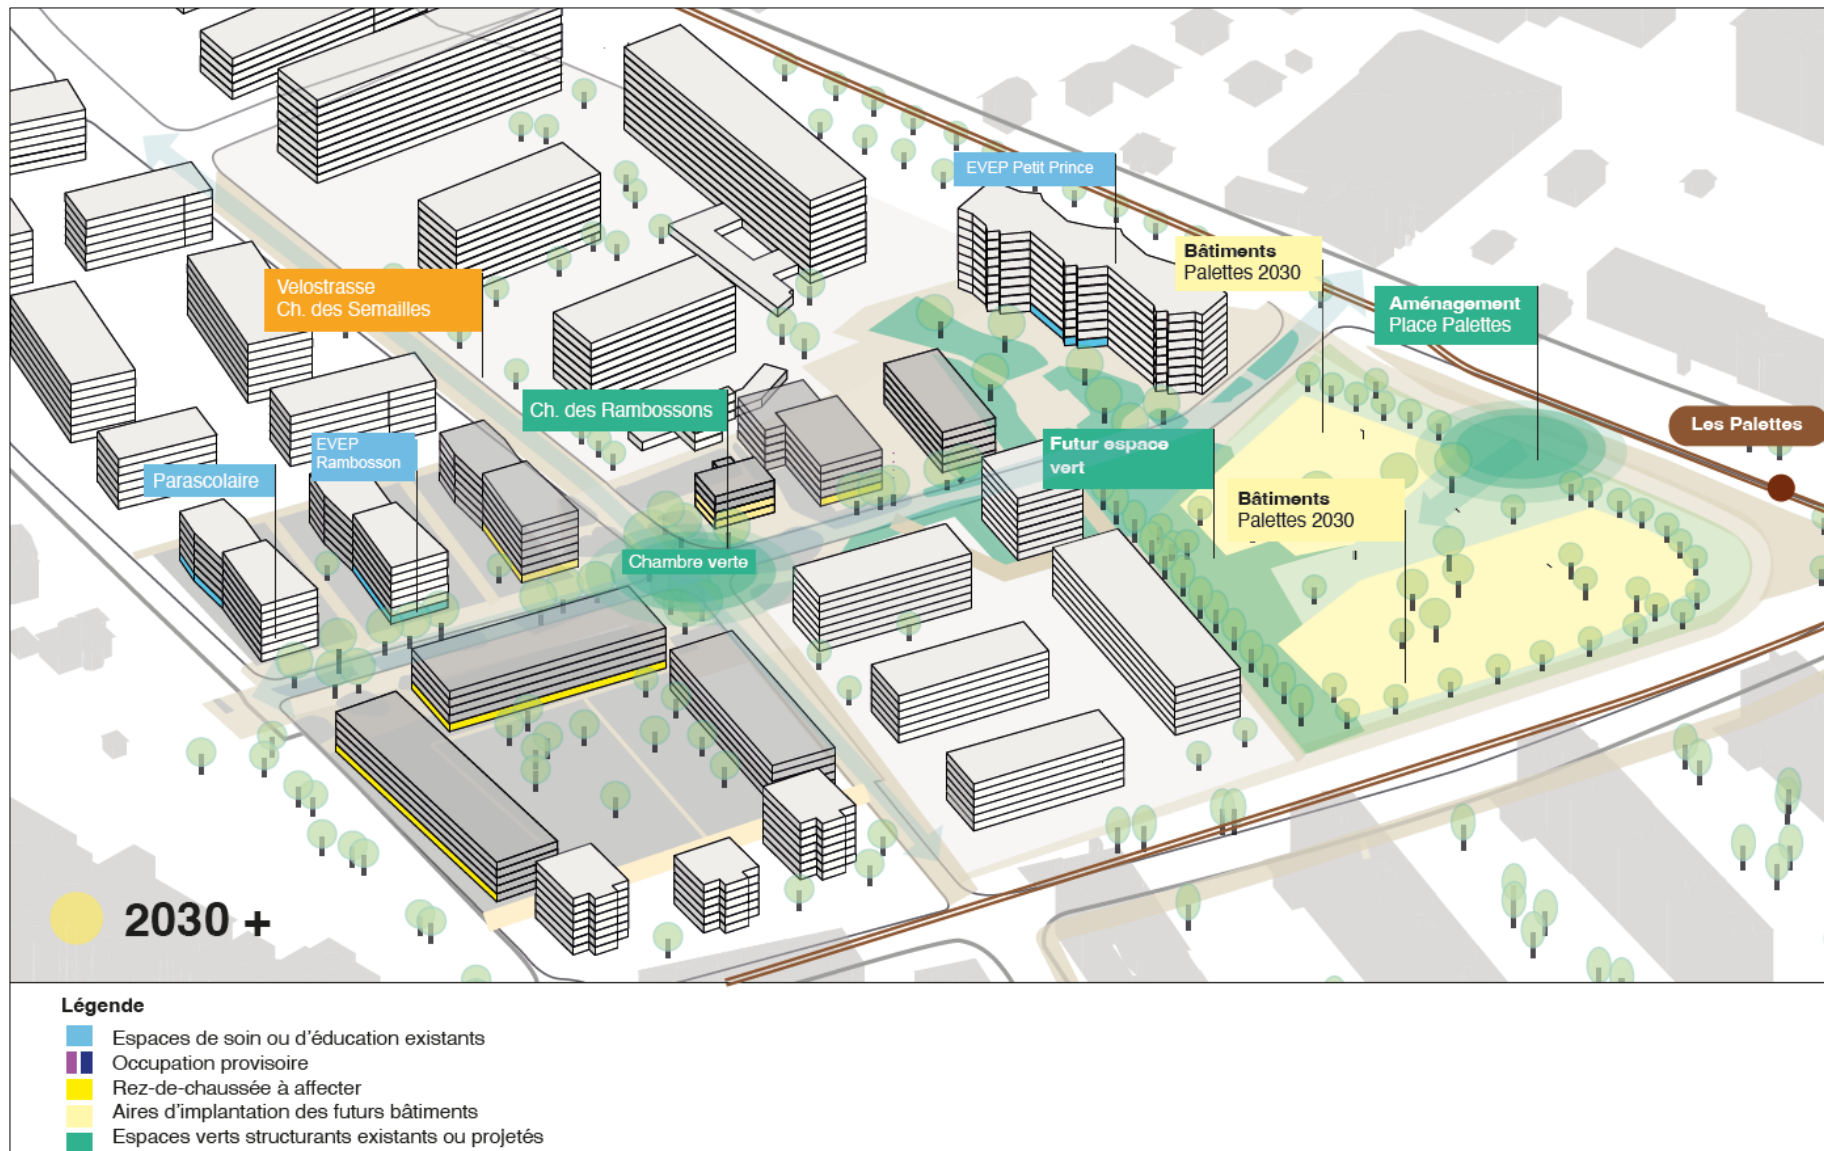 EVEP Petit Prince
Bâtiments
Palettes 2030
Velostrasse
Ch. des Semailles
Aménagement
Place Palettes
Ch. des Rambossons
Les Palettes
EVEP
Rambosson
Futur espace
vert
Parascolaire
Bâtiments
Palettes 2030
Chambre verte
2030 +
Légende
Espaces de soin ou d'éducation existants
Occupation provisoire
Rez-de-chaussée à affecter
Aires d'implantation des futurs bâtiments
Espaces verts structurants existants ou projetés